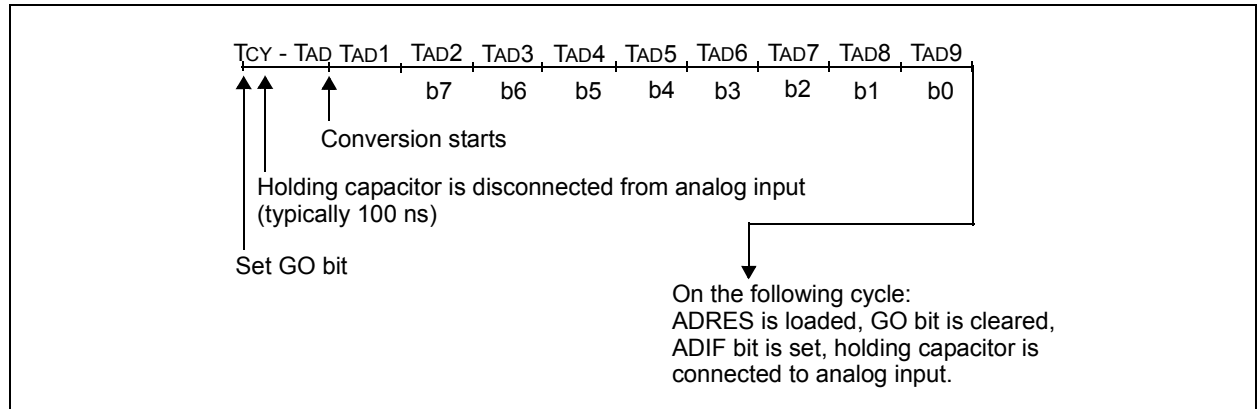 TCY - TAD TAD1 TAD2 TAD3 TAD4 TAD5 TAD6 TAD7 TAD8 TAD9
b7 b6 b5 b4 b3 b2 b1 b0
Conversion starts
Holding capacitor is disconnected from analog input
(typically 100 ns)
Set GO bit
On the following cycle:
ADRES is loaded, GO bit is cleared,
ADIF bit is set, holding capacitor is
connected to analog input.